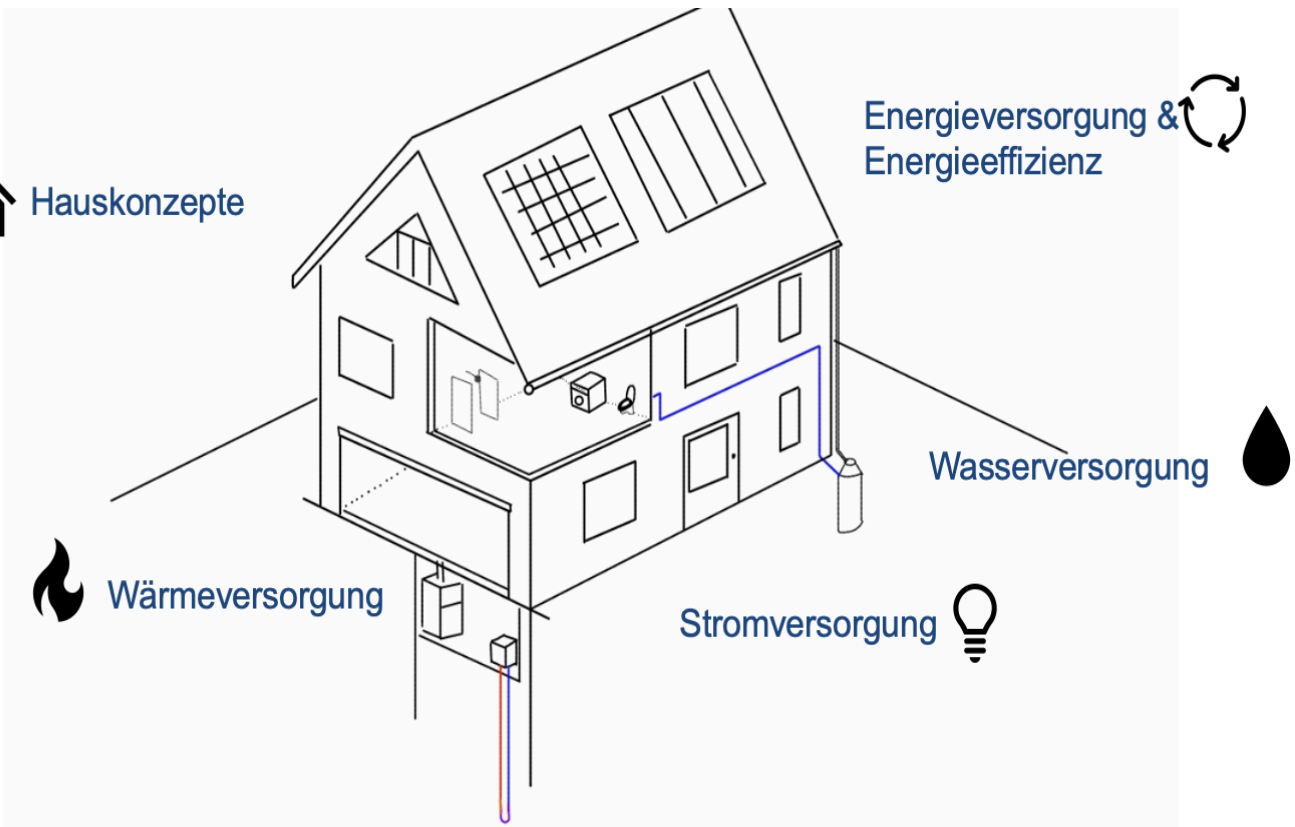 Energieversorgung &
Energieeffizienz
Hauskonzepte
Wasserversorgung
Wärmeversorgung
Stromversorgung